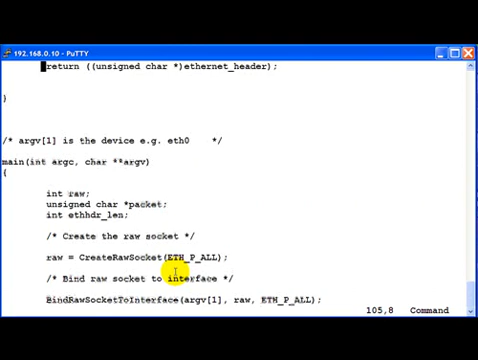 192.168.0.10 - PuTTY
return ((unsigned char *)ethernet_header);
}
/* argv[1] is the device e.g. eth0 */
main(int argc, char **argv)
{
int raw;
unsigned char *packet;
int ethhdr_len;
/* Create the raw socket */
raw = CreateRawSocket(ETH_P_ALL);
/* Bind raw socket to interface */
BindRawSocketToInterface(argv[1], raw, ETH_P_ALL);
105,8 Command